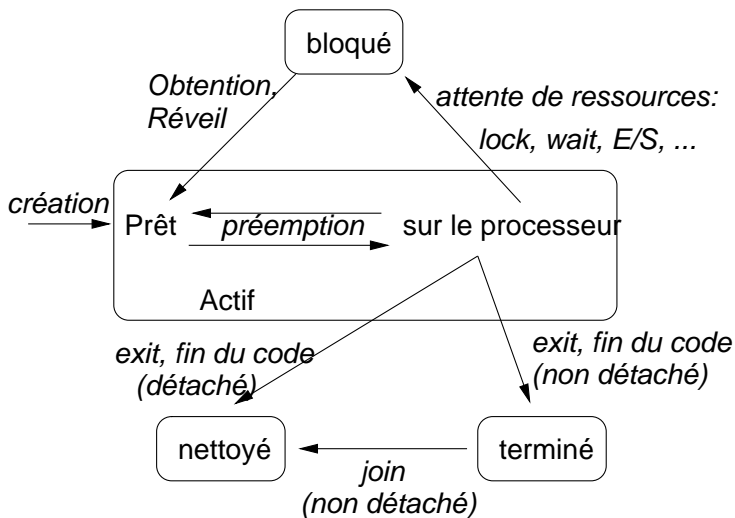 bloqué
Obtention,
Réveil
attente de ressources:
lock, wait, E/S, ...
création
Prêt
préemption
sur le processeur
Actif
exit, fin du code
(détaché)
exit, fin du code
(non détaché)
nettoyé
terminé
join
(non détaché)